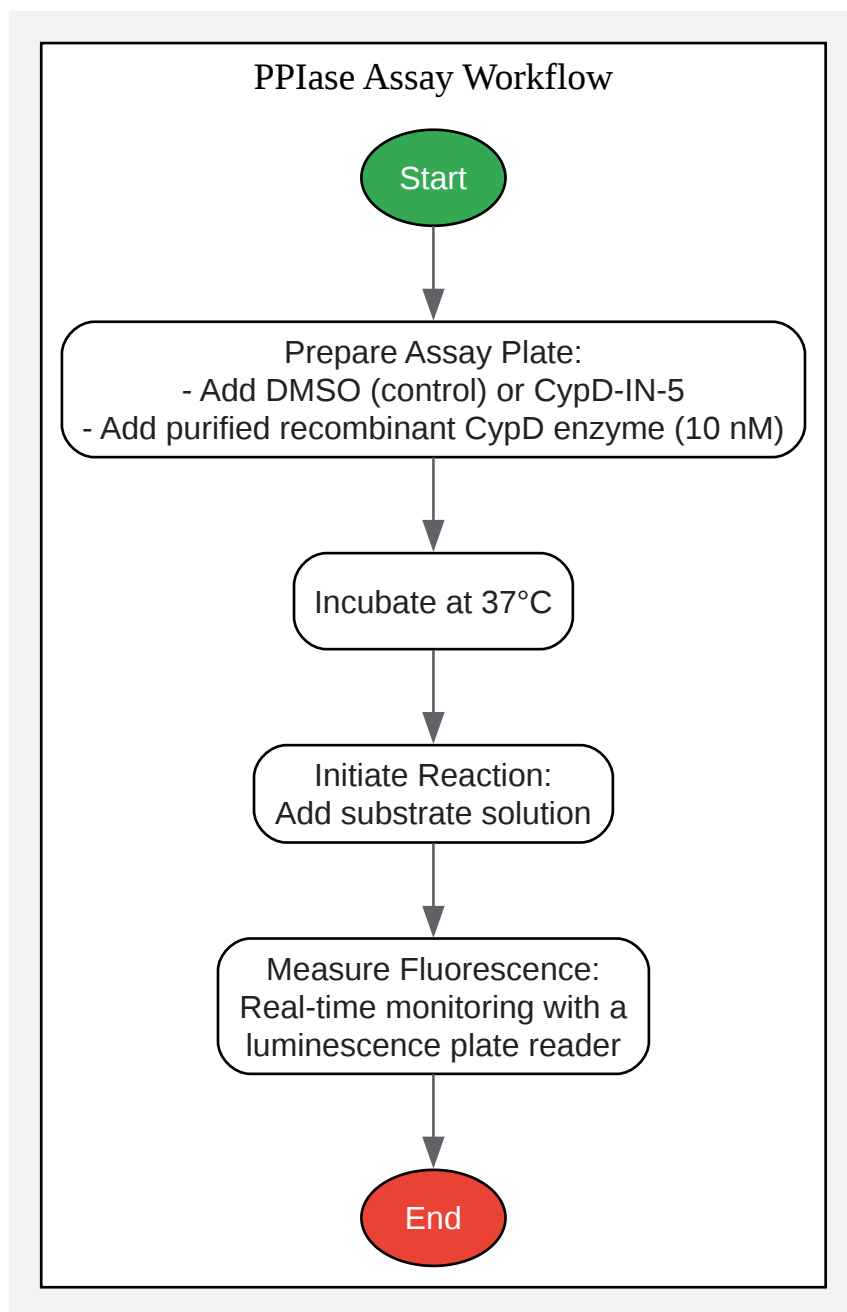 PPIase Assay Workflow
Start
Prepare Assay Plate:
- Add DMSO (control) or CypD-IN-5
- Add purified recombinant CypD enzyme (10 nM)
Incubate at 37°C
Initiate Reaction:
Add substrate solution
Measure Fluorescence:
Real-time monitoring with a
luminescence plate reader
End